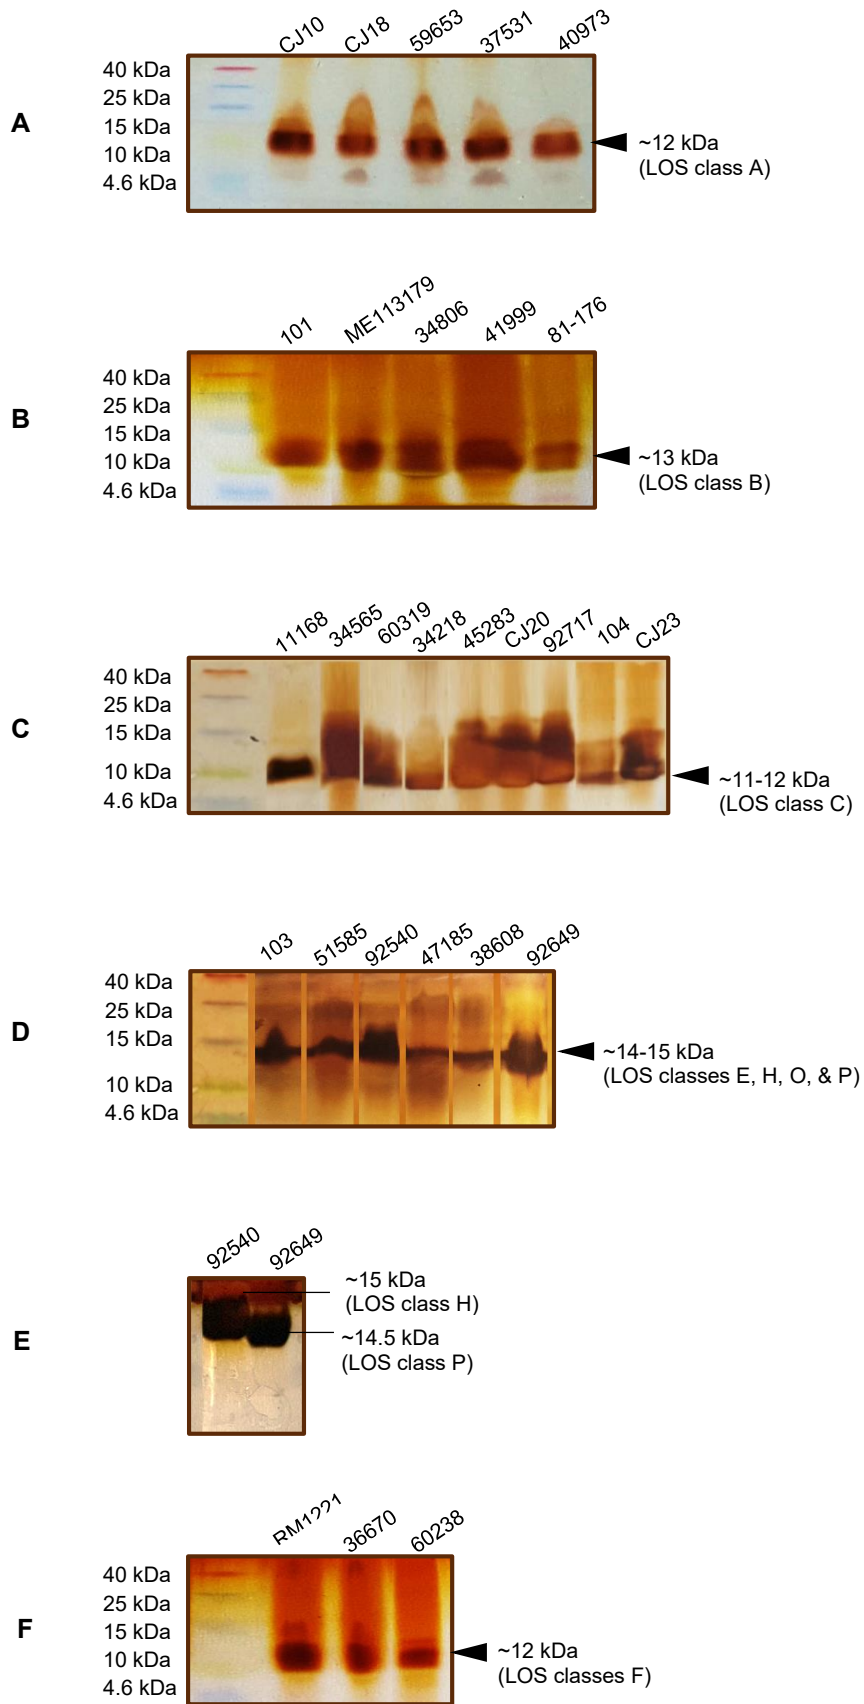 CJ10 CJ18 59653 37531 40973
A
40 kDa
25 kDa
15 kDa
10 kDa
4.6 kDa
~12 kDa
(LOS class A)
101 ME113179 34806 41999 81-176
B
40 kDa
25 kDa
15 kDa
10 kDa
4.6 kDa
~13 kDa
(LOS class B)
11168 34565 60319 34218 45283 CJ20 92717 104 CJ23
C
40 kDa
25 kDa
15 kDa
10 kDa
4.6 kDa
~11-12 kDa
(LOS class C)
103 51585 92540 47185 38608 92649
D
40 kDa
25 kDa
15 kDa
10 kDa
4.6 kDa
~14-15 kDa
(LOS classes E, H, O, & P)
92540 92649
E
~15 kDa
(LOS class H)
~14.5 kDa
(LOS class P)
RM1221 36670 60238
F
40 kDa
25 kDa
15 kDa
10 kDa
4.6 kDa
~12 kDa
(LOS classes F)